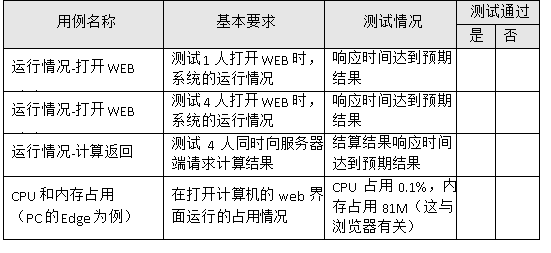 用例名称 基本要求 测试情况 测试通过
是 否
运行情况-打开WEB
测试1人打开WEB时，
系统的运行情况
响应时间达到预期
结果
运行情况-打开WEB
测试4人打开WEB时，
系统的运行情况
响应时间达到预期
结果
运行情况-计算返回
测试 4 人同时向服务器
端请求计算结果
结算结果响应时间
达到预期结果
CPU 和内存占用
（PC的Edge为例）
在打开计算机的web 界
面运行的占用情况
CPU 占用 0.1%，内
存占用 81M（这与
浏览器有关）